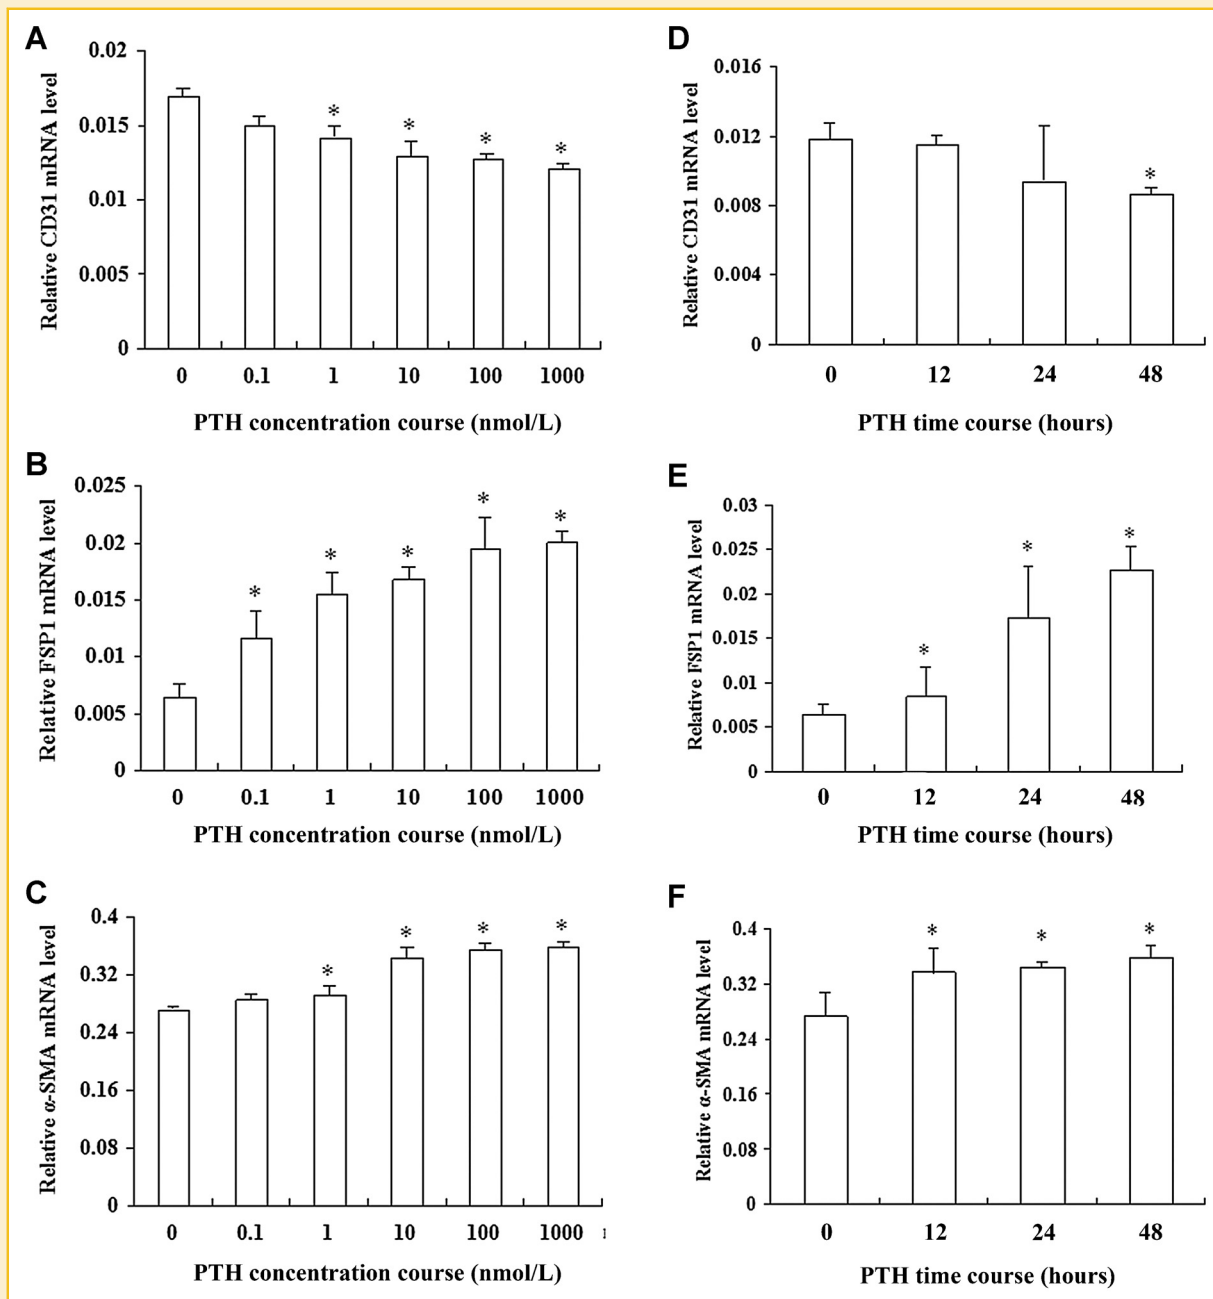 A
Relative CD31 mRNA level
0.02
0.015
0.01
0.005
0
* * * *
0 0.1 1 10 100 1000
PTH concentration course (nmol/L)
B
Relative FSP1 mRNA level
0.025
0.02
0.015
0.01
0.005
0
* * * * *
0 0.1 1 10 100 1000
PTH concentration course (nmol/L)
C
Relative α-SMA mRNA level
0.4
0.32
0.24
0.16
0.08
0
* * * *
0 0.1 1 10 100 1000
PTH concentration course (nmol/L)
D
Relative CD31 mRNA level
0.016
0.012
0.008
0.004
0
*
0 12 24 48
PTH time course (hours)
E
Relative FSP1 mRNA level
0.03
0.025
0.02
0.015
0.01
0.005
0
* * *
0 12 24 48
PTH time course (hours)
F
Relative α-SMA mRNA level
0.4
0.32
0.24
0.16
0.08
0
* * *
0 12 24 48
PTH time course (hours)